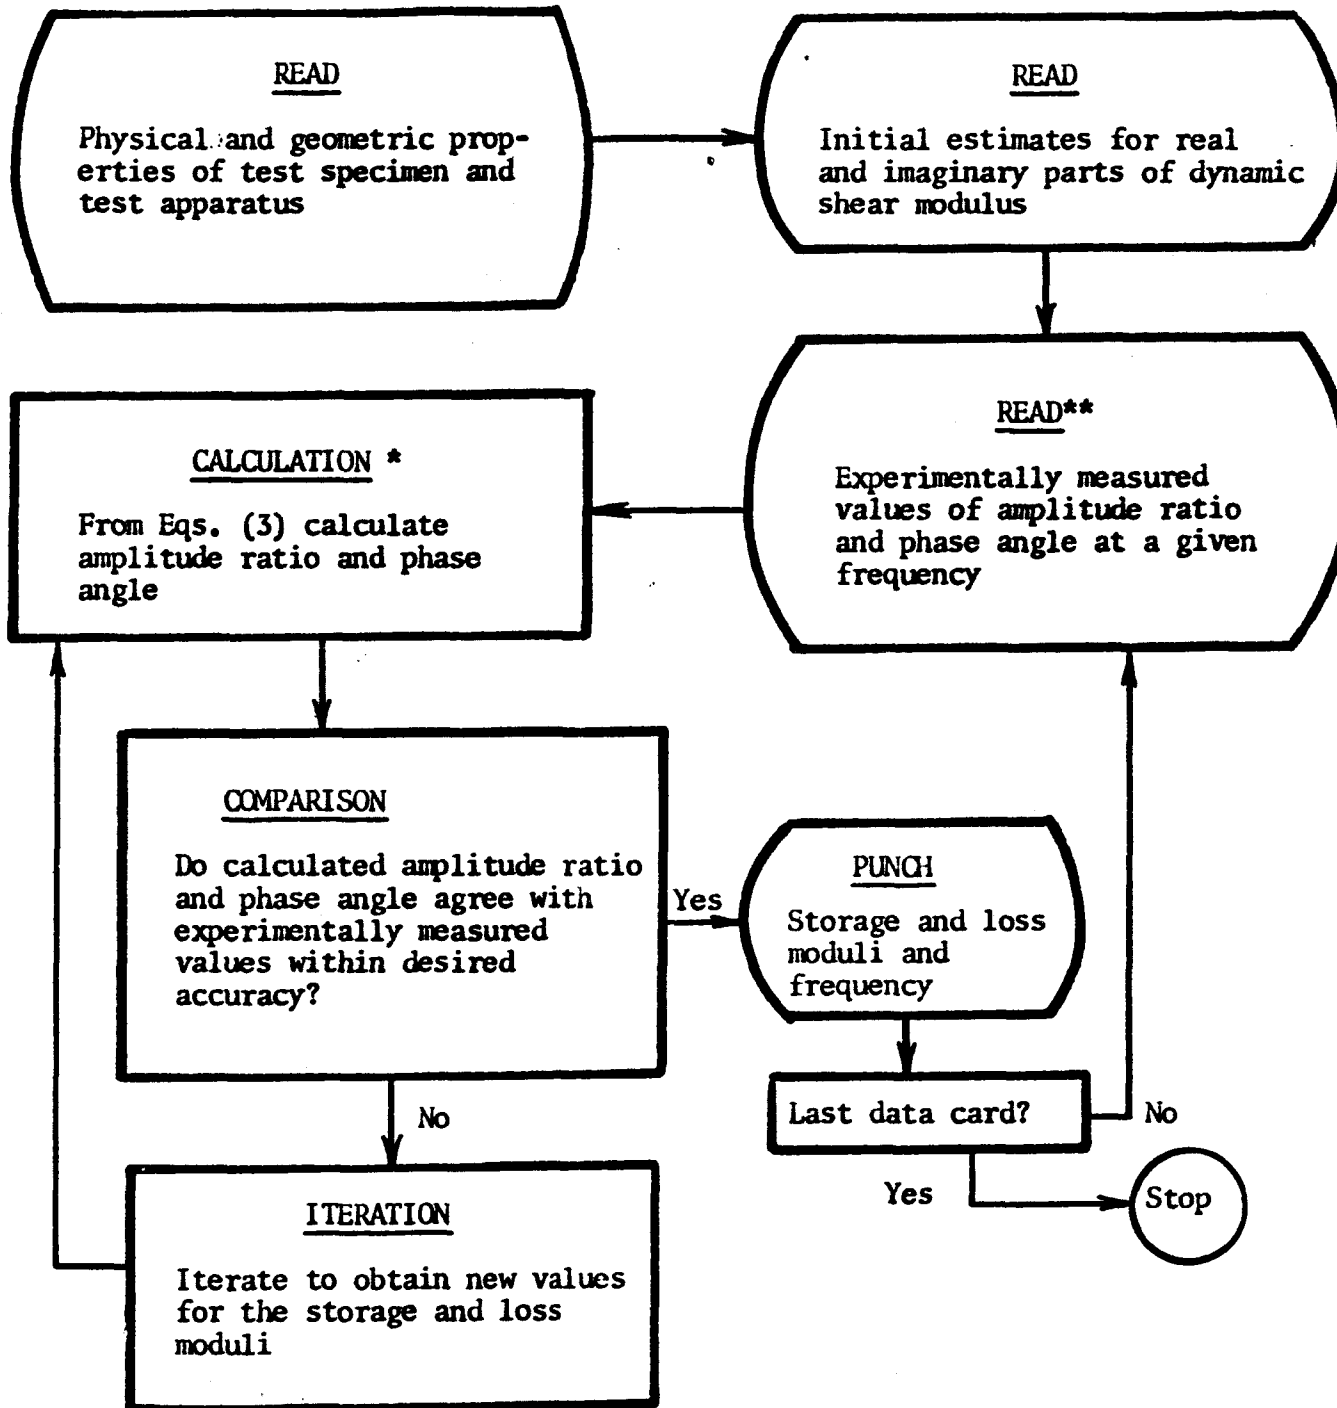 READ
Physical and geometric prop-
erties of test specimen and
test apparatus
READ
Initial estimates for real
and imaginary parts of dynamic
shear modulus
READ**
Experimentally measured
values of amplitude ratio
and phase angle at a given
frequency
CALCULATION *
From Eqs. (3) calculate
amplitude ratio and phase
angle
COMPARISON
Do calculated amplitude ratio
and phase angle agree with
experimentally measured
values within desired
accuracy?
Yes
PUNCH
Storage and loss
moduli and
frequency
No
Last data card?
No
Yes
Stop
ITERATION
Iterate to obtain new values
for the storage and loss
moduli